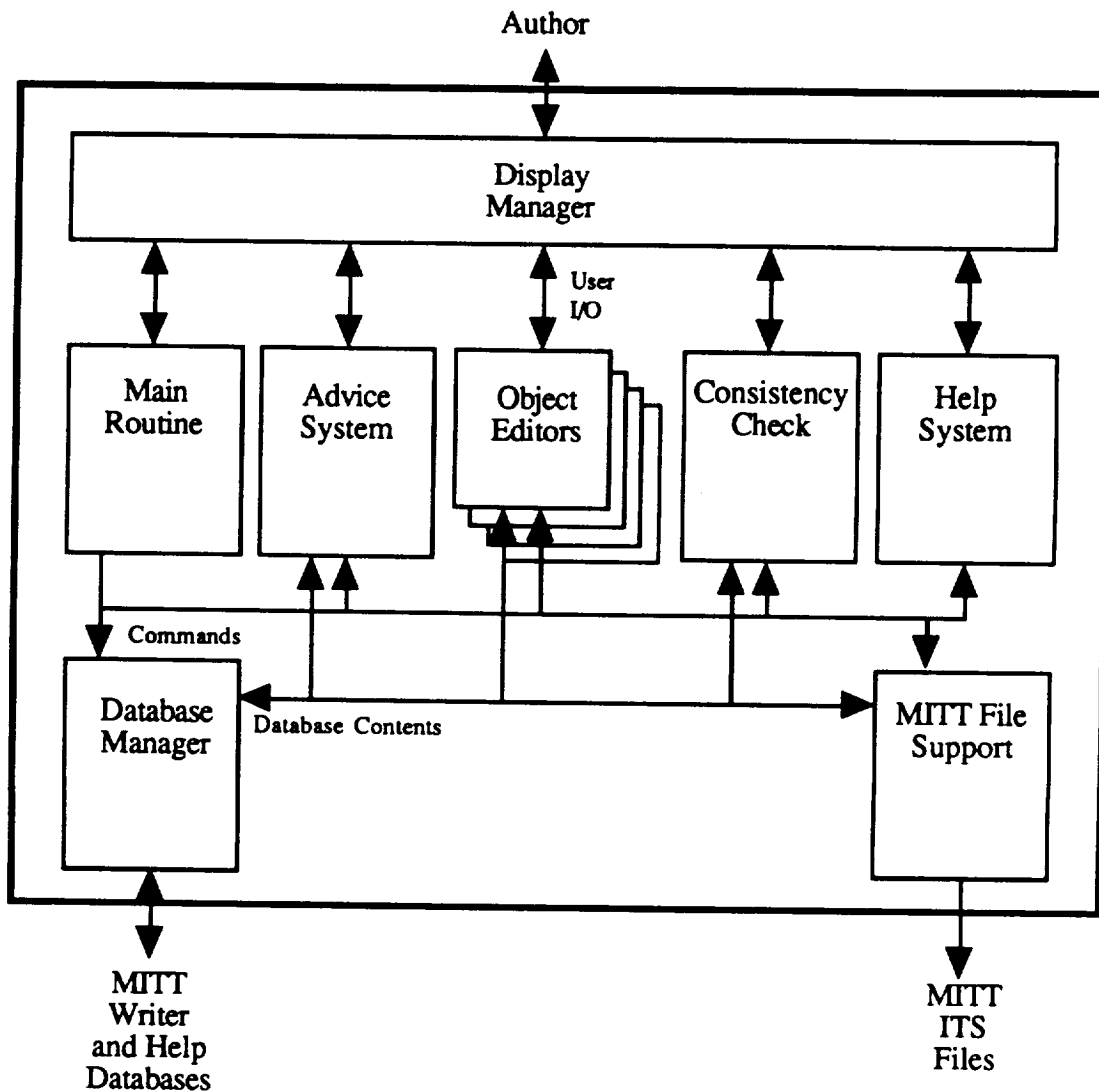 Author
Display
Manager
User
I/O
Main
Routine
Advice
System
Object
Editors
Consistency
Check
Help
System
Commands
Database
Manager
Database Contents
MITT File
Support
MITT
Writer
and Help
Databases
MITT
ITS
Files